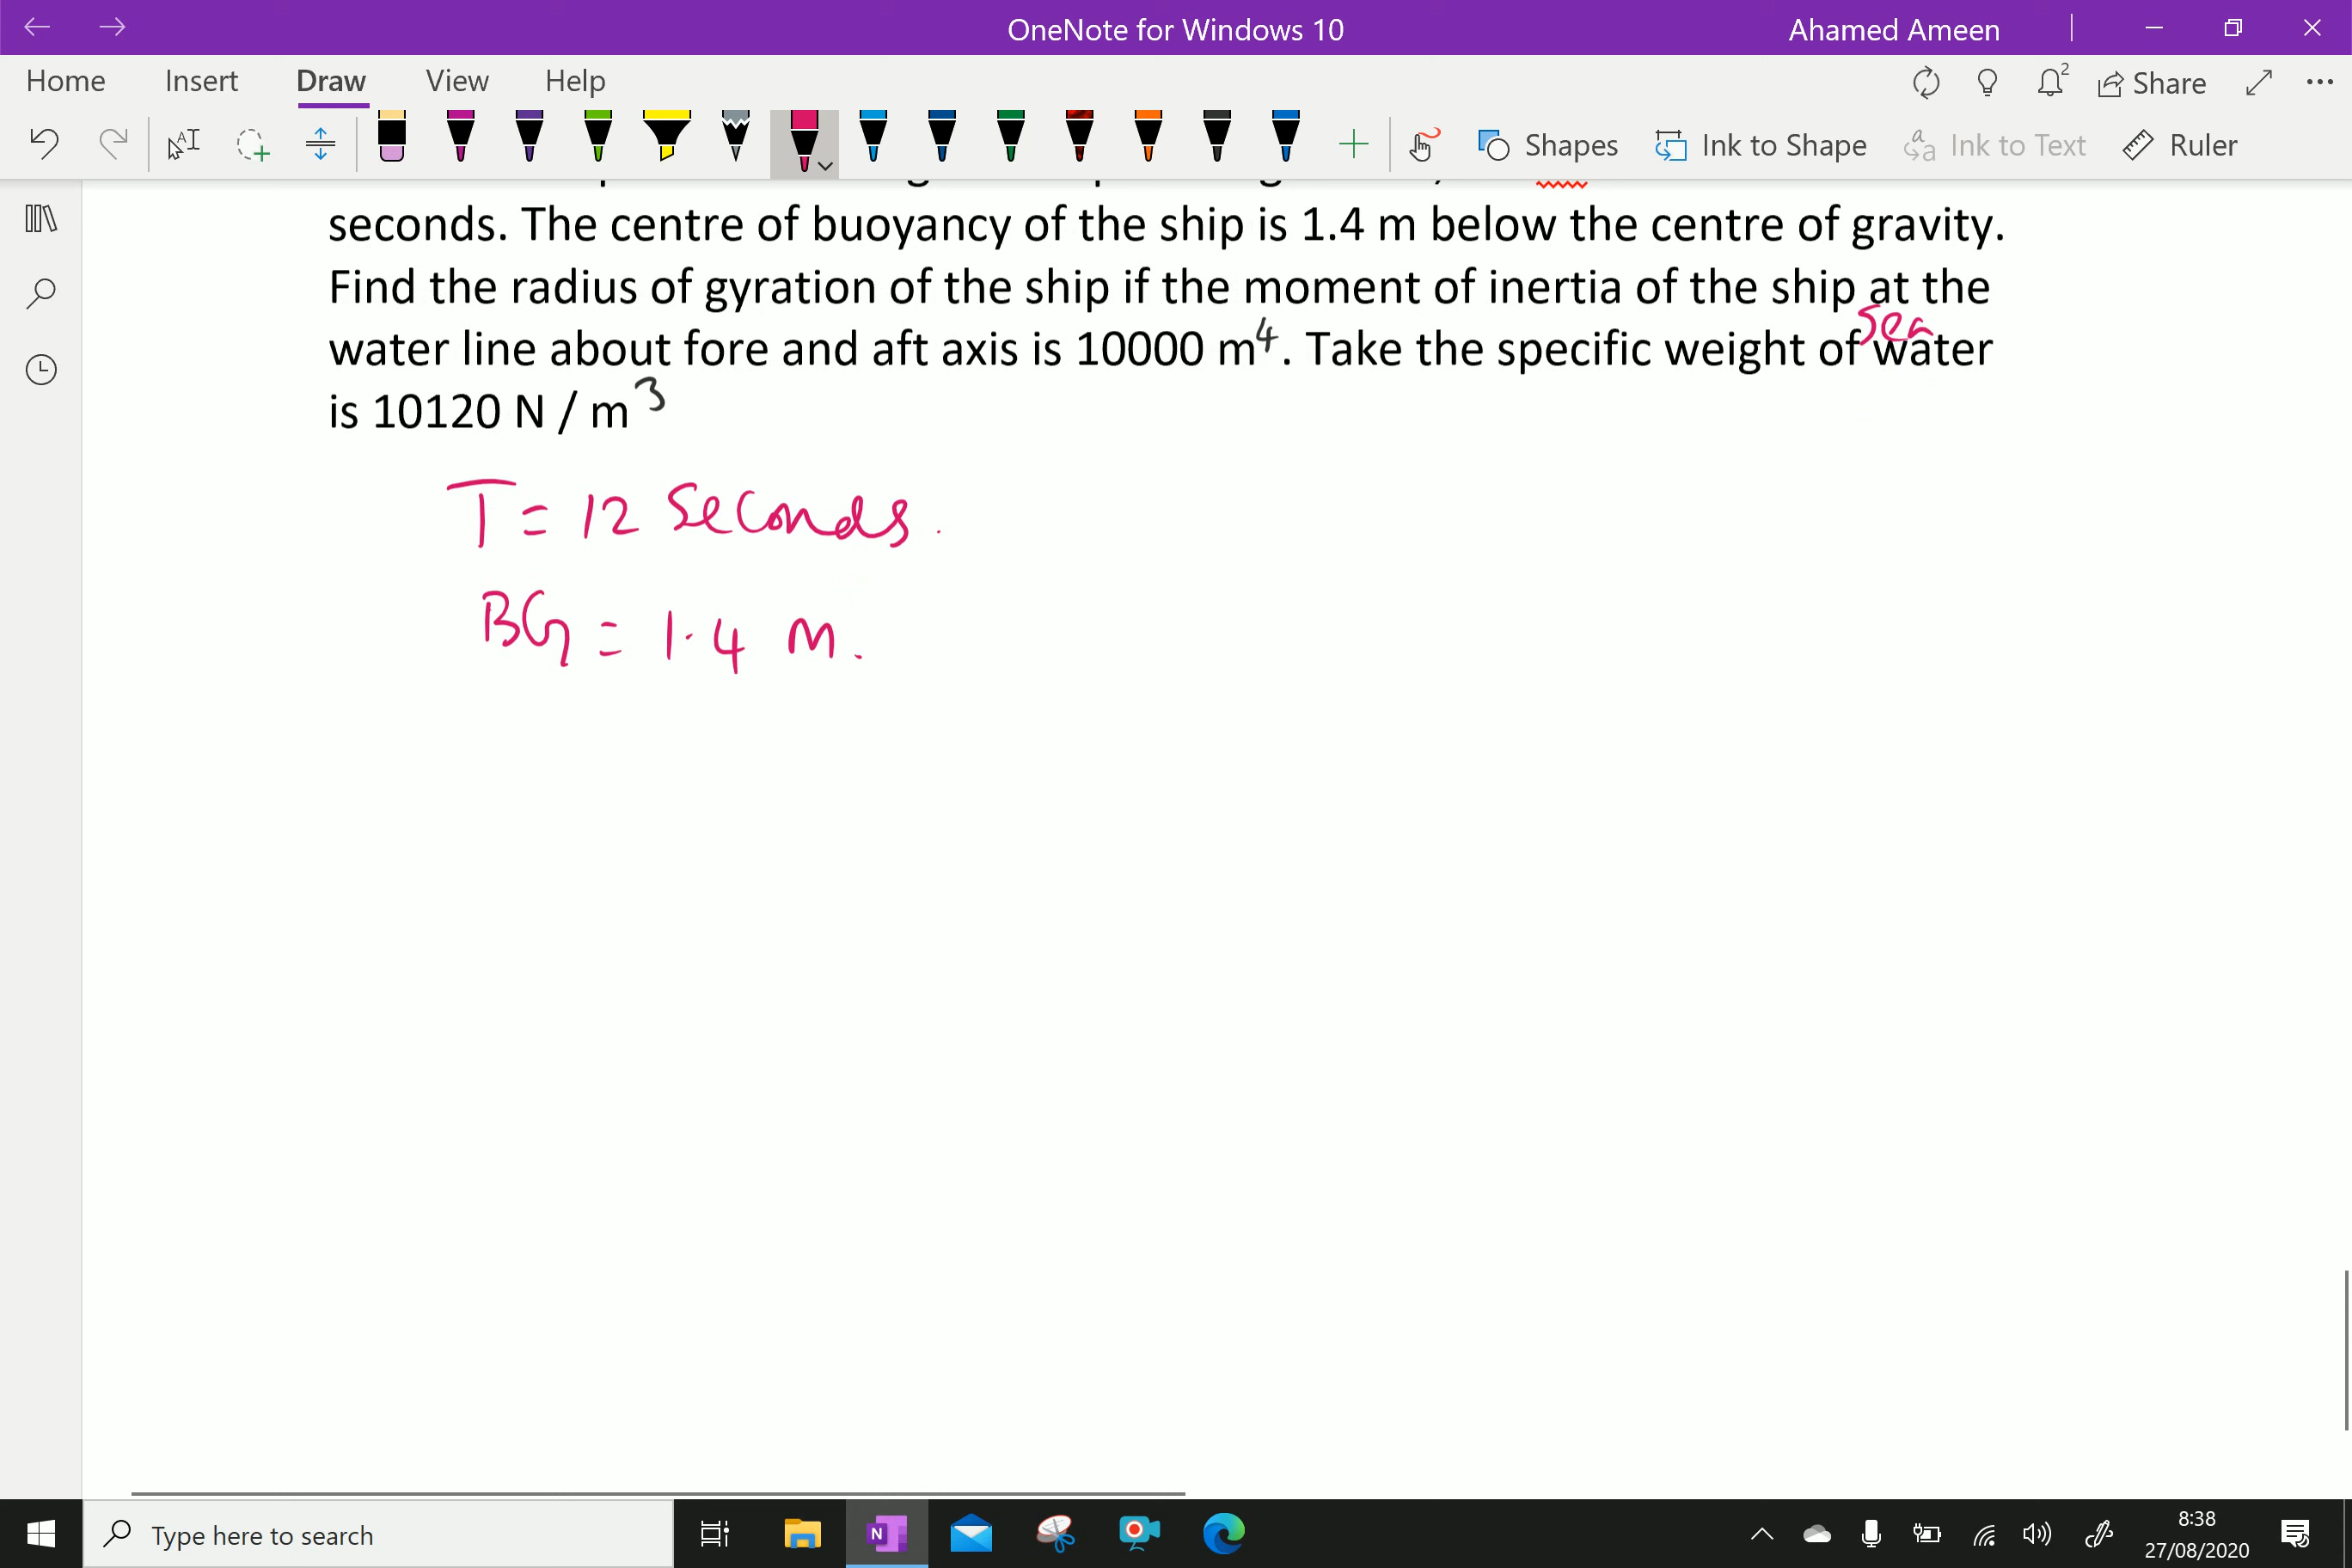 OneNote for Windows 10
Ahamed Ameen
Home Insert Draw View Help
2 Share
Shapes Ink to Shape Ink to Text Ruler
seconds. The centre of buoyancy of the ship is 1.4 m below the centre of gravity.
Find the radius of gyration of the ship if the moment of inertia of the ship at the
sea
water line about fore and aft axis is 10000 m⁴. Take the specific weight of water
is 10120 N / m³
T = 12 Seconds.
BG = 1.4 m.
Type here to search
N
8:38
27/08/2020